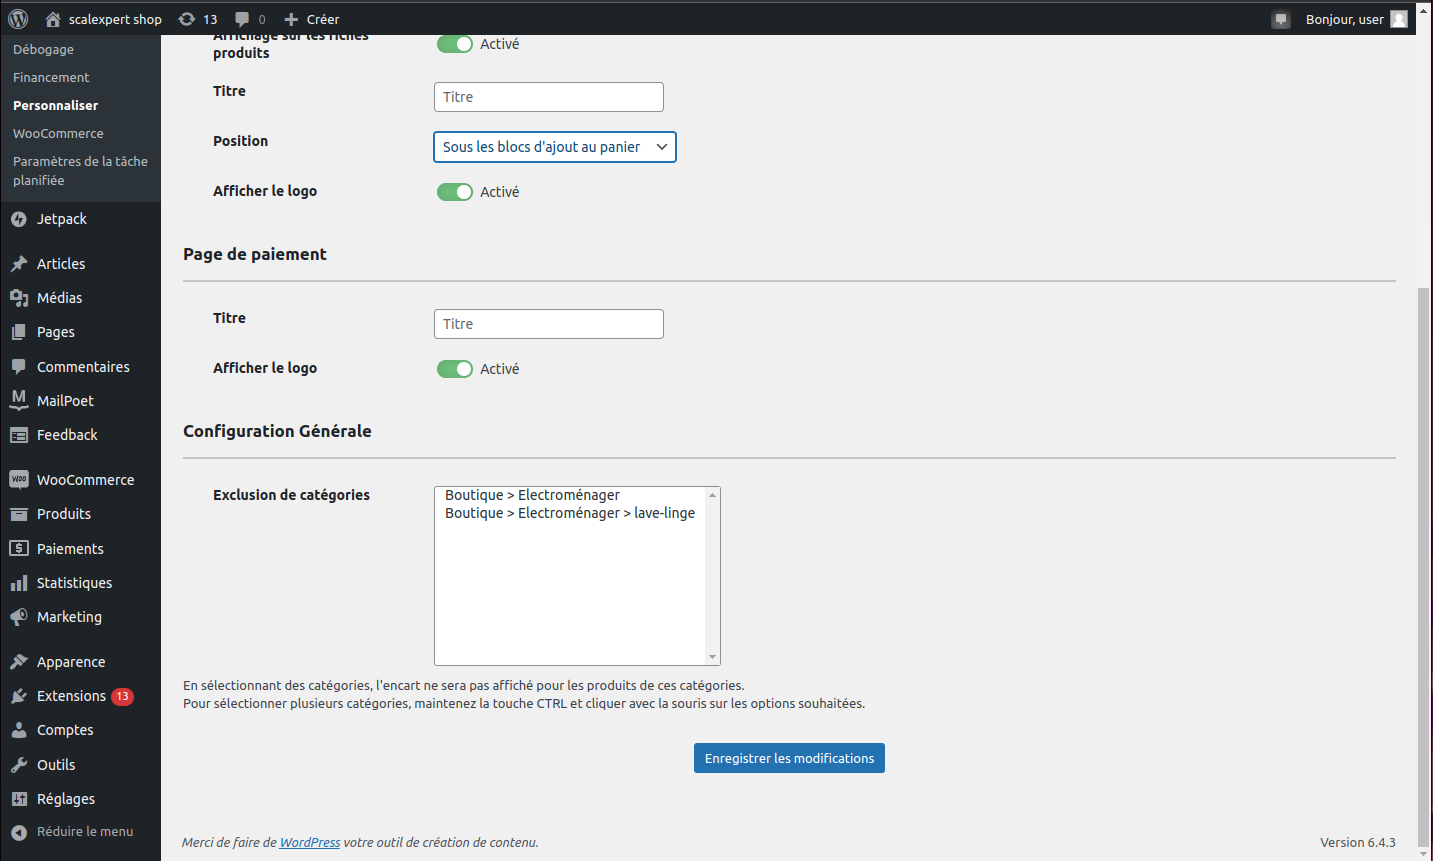 scalexpert shop
13
0
Créer
Bonjour, user
Débogage
Financement
Personnaliser
WooCommerce
Paramètres de la tâche
planifiée
Jetpack
Articles
Médias
Pages
Commentaires
MailPoet
Feedback
WooCommerce
Produits
Paiements
Statistiques
Marketing
Apparence
Extensions 13
Comptes
Outils
Réglages
Réduire le menu
Affichage sur les fiches
produits
Activé
Titre
Titre
Position
Sous les blocs d'ajout au panier
Afficher le logo
Activé
Page de paiement
Titre
Titre
Afficher le logo
Activé
Configuration Générale
Exclusion de catégories
Boutique > Electroménager
Boutique > Electroménager > lave-linge
En sélectionnant des catégories, l'encart ne sera pas affiché pour les produits de ces catégories.
Pour sélectionner plusieurs catégories, maintenez la touche CTRL et cliquer avec la souris sur les options souhaitées.
Enregistrer les modifications
Merci de faire de WordPress votre outil de création de contenu.
Version 6.4.3